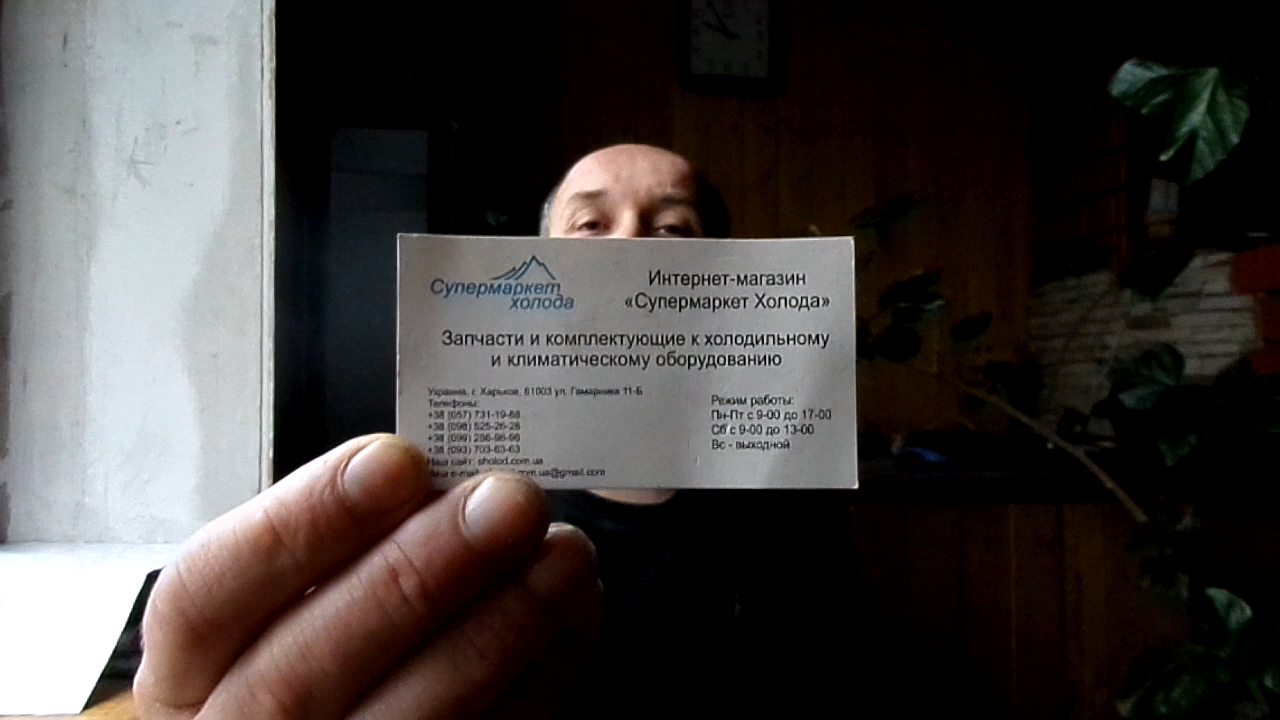 Супермаркет
холода
Интернет-магазин
«Супермаркет Холода»
Запчасти и комплектующие к холодильному
и климатическому оборудованию
Украина, г. Харьков, 61003 ул. Гамарника 11-Б
Телефоны:
+38 (057) 731-19-68
+38 (098) 525-26-28
+38 (099) 256-96-96
+38 (093) 703-63-63
Наш сайт: sholod.com.ua
Наш e-mail:
Режим работы:
Пн-Пт с 9-00 до 17-00
Сб с 9-00 до 13-00
Вс - выходной